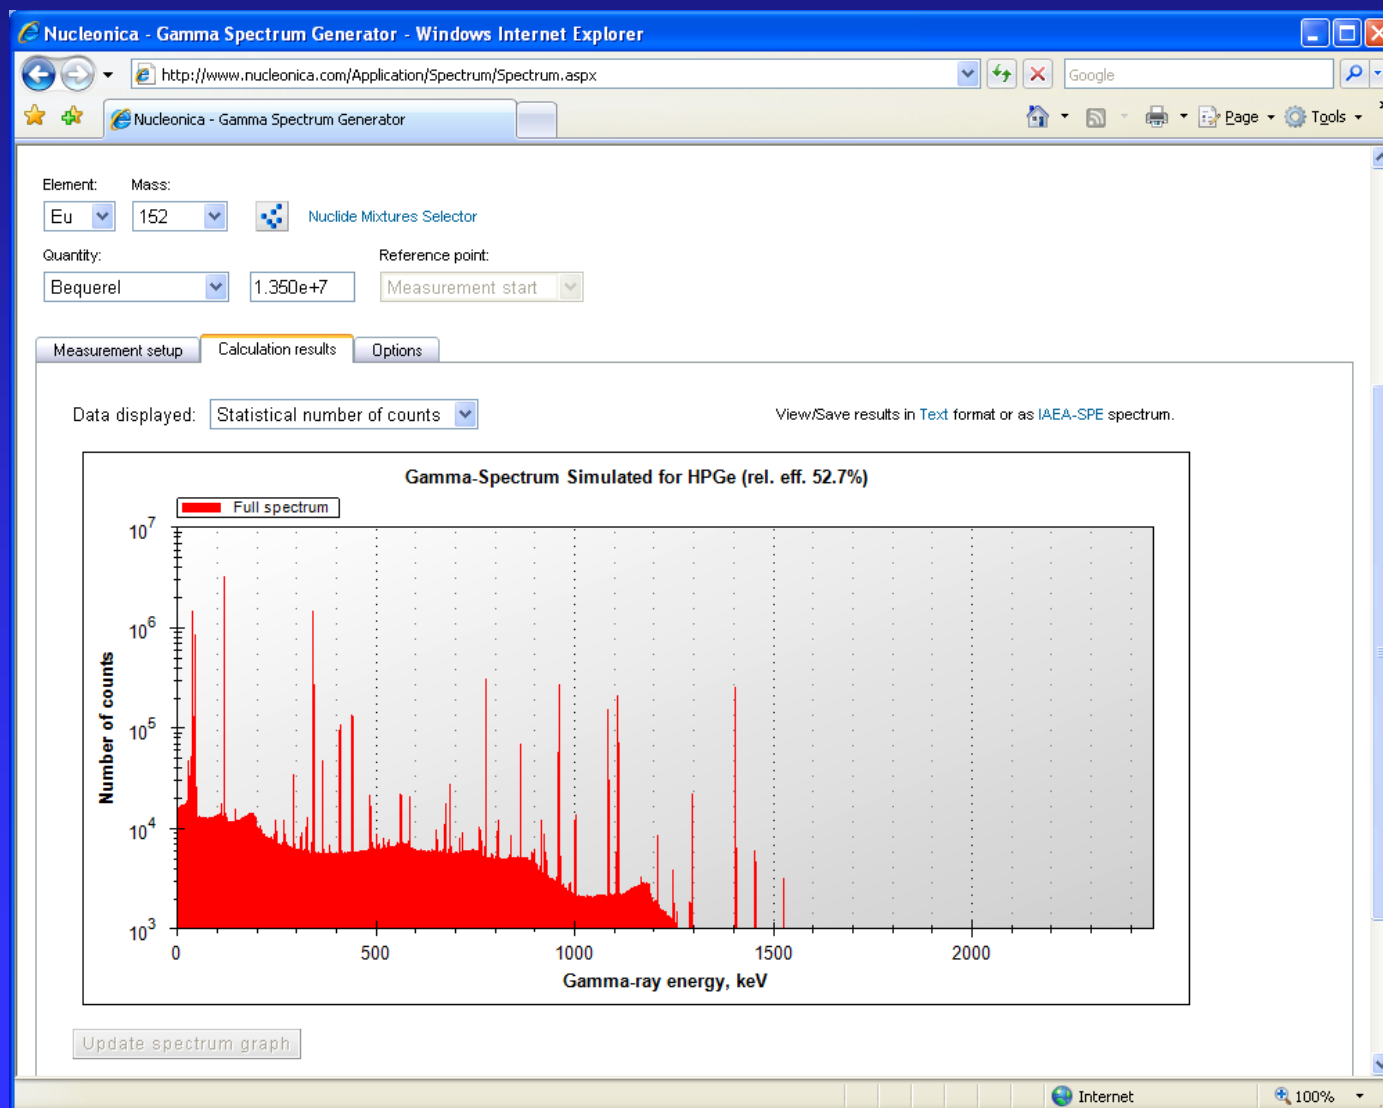 Nucleonica - Gamma Spectrum Generator - Windows Internet Explorer
http://www.nucleonica.com/Application/Spectrum/Spectrum.aspx
Google
Nucleonica - Gamma Spectrum Generator
Page
Tools
Element: Mass:
Eu 152 Nuclide Mixtures Selector
Quantity: Reference point:
Bequerel 1.350e+7 Measurement start
Measurement setup Calculation results Options
Data displayed: Statistical number of counts View/Save results in Text format or as IAEA-SPE spectrum.
Gamma-Spectrum Simulated for HPGe (rel. eff. 52.7%)
Full spectrum
10^7
10^6
10^5
10^4
10^3
Number of counts
0 500 1000 1500 2000
Gamma-ray energy, keV
Update spectrum graph
Internet 100%